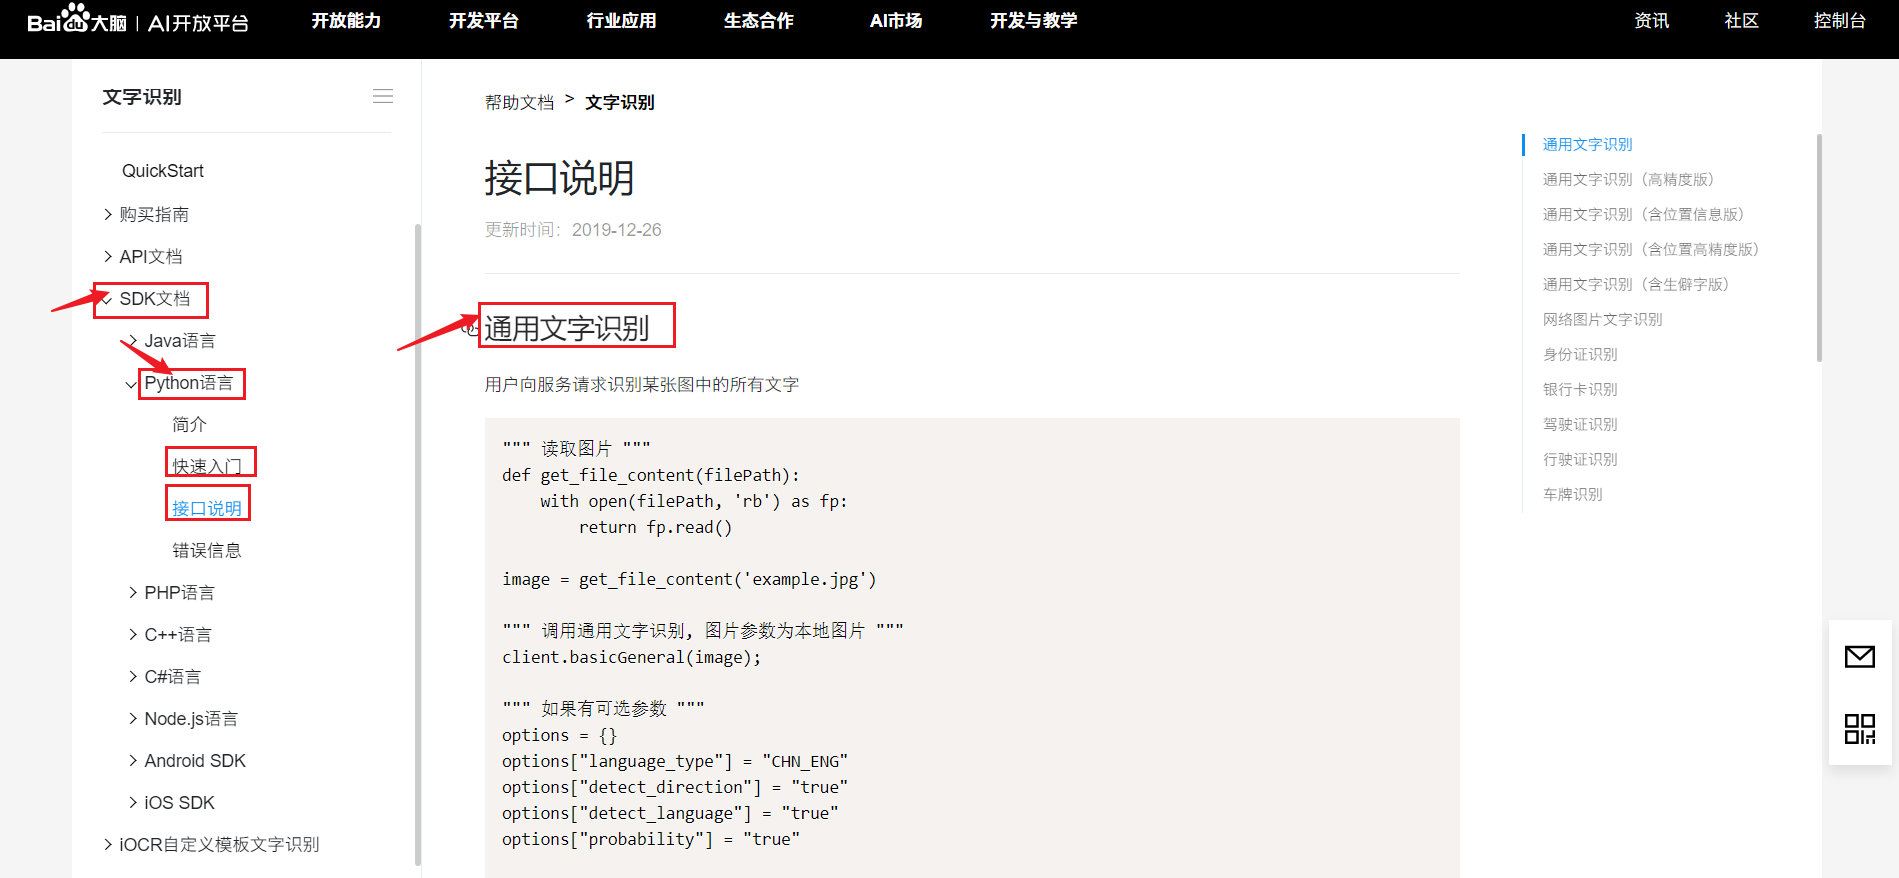 Bai du 大脑 | AI开放平台
开放能力 开发平台 行业应用 生态合作 AI市场 开发与教学 资讯 社区 控制台
文字识别
QuickStart
购买指南
API文档
SDK文档
Java语言
Python语言
简介
快速入门
接口说明
错误信息
PHP语言
C++语言
C#语言
Node.js语言
Android SDK
iOS SDK
iOCR自定义模板文字识别
帮助文档 > 文字识别
接口说明
更新时间：2019-12-26
通用文字识别
用户向服务请求识别某张图中的所有文字
""" 读取图片 """
def get_file_content(filePath):
    with open(filePath, 'rb') as fp:
        return fp.read()
image = get_file_content('example.jpg')
""" 调用通用文字识别, 图片参数为本地图片 """
client.basicGeneral(image);
""" 如果有可选参数 """
options = {}
options["language_type"] = "CHN_ENG"
options["detect_direction"] = "true"
options["detect_language"] = "true"
options["probability"] = "true"
通用文字识别
通用文字识别（高精度版）
通用文字识别（含位置信息版）
通用文字识别（含位置高精度版）
通用文字识别（含生僻字版）
网络图片文字识别
身份证识别
银行卡识别
驾驶证识别
行驶证识别
车牌识别